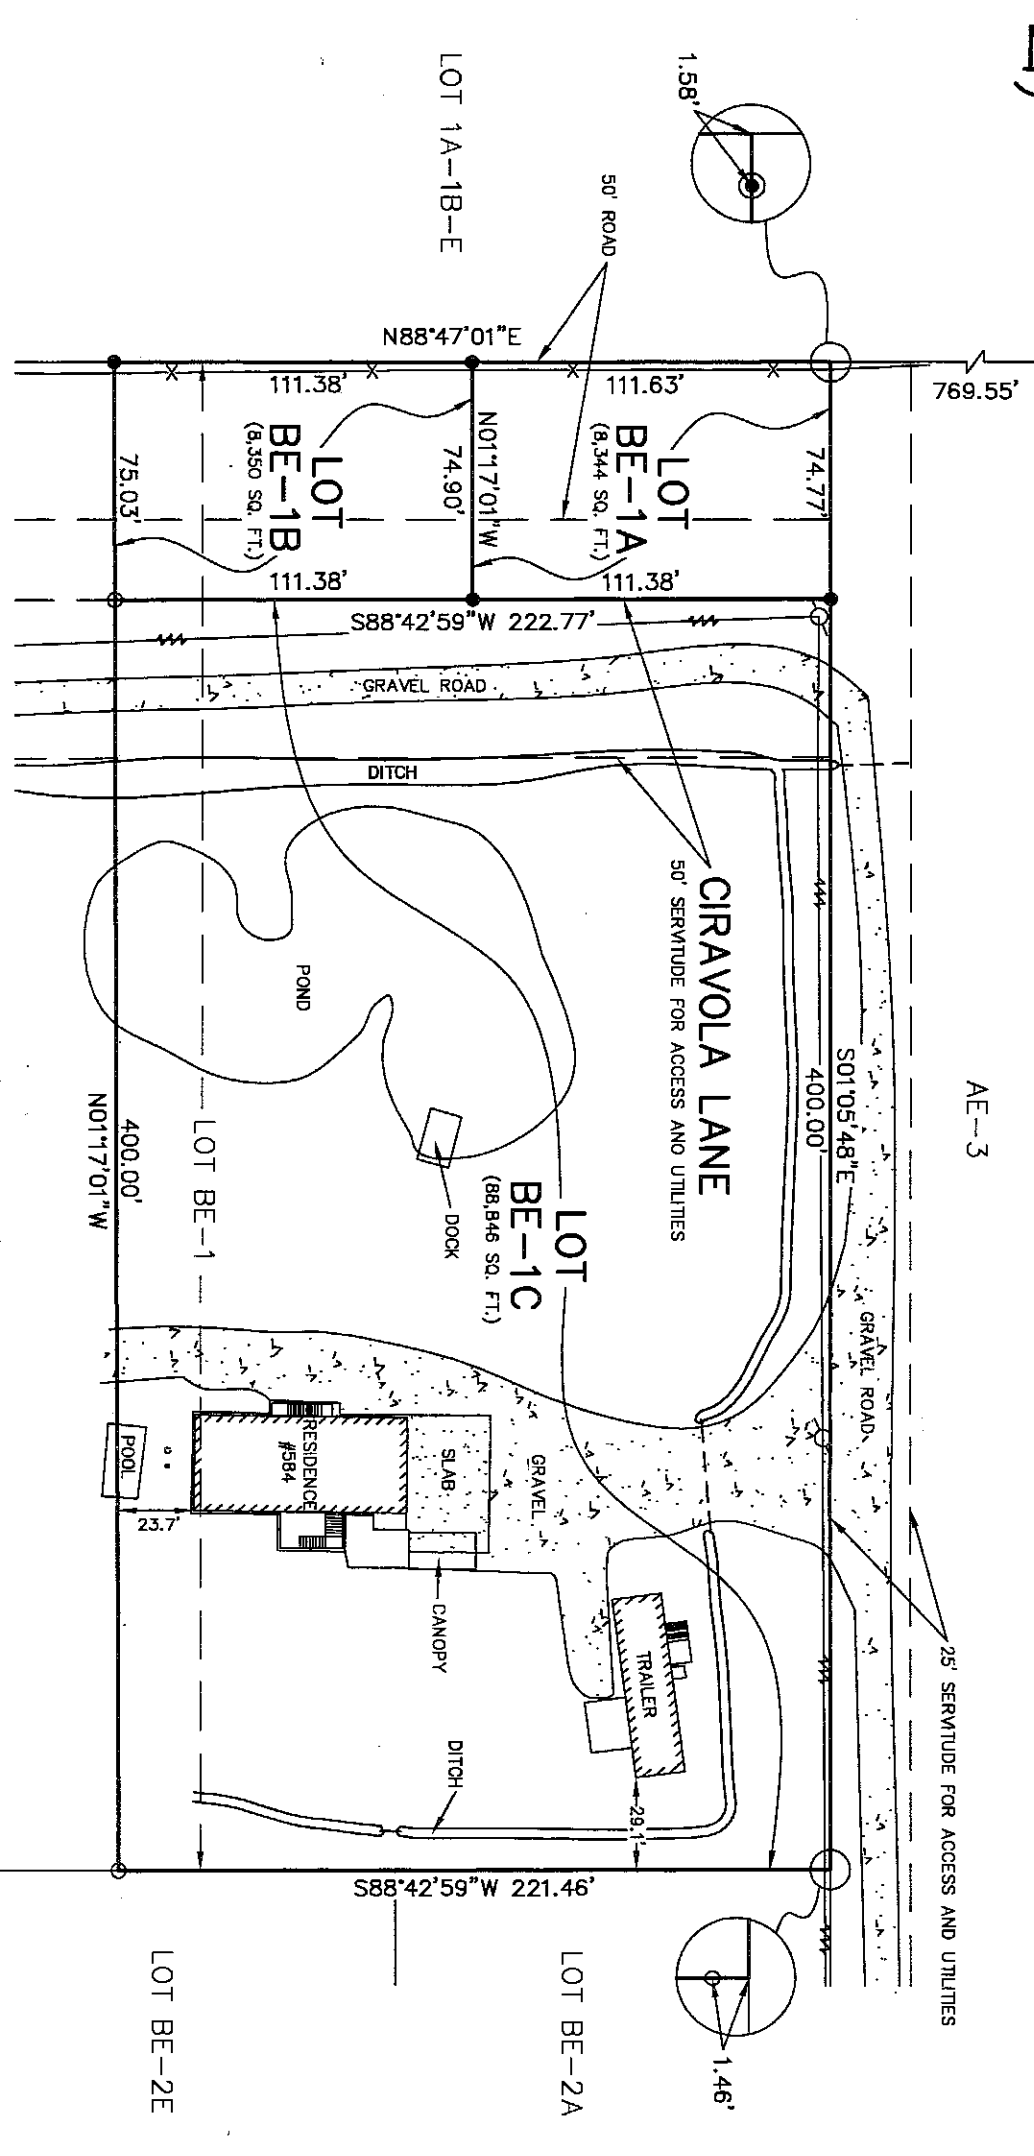 1.58'
LOT 1A-1B-E
50' ROAD
N88°47'01"E
769.55'
111.38'
111.63'
LOT
BE-1A
(8,344 SQ. FT.)
74.77'
N01°17'01"W
74.90'
LOT
BE-1B
(8,350 SQ. FT.)
75.03'
111.38'
111.38'
S88°42'59"W 222.77'
GRAVEL ROAD
DITCH
CIRAVOLA LANE
50' SERVITUDE FOR ACCESS AND UTILITIES
POND
AE-3
S01°05'48"E
400.00'
LOT
BE-1C
(88,846 SQ. FT.)
DOCK
LOT BE-1
400.00'
N01°17'01"W
GRAVEL ROAD
RESIDENCE
#584
SLAB
GRAVEL
POOL
23.7'
CANOPY
TRAILER
25' SERVITUDE FOR ACCESS AND UTILITIES
DITCH
29.1'
S88°42'59"W 221.46'
LOT BE-2E
LOT BE-2A
1.46'